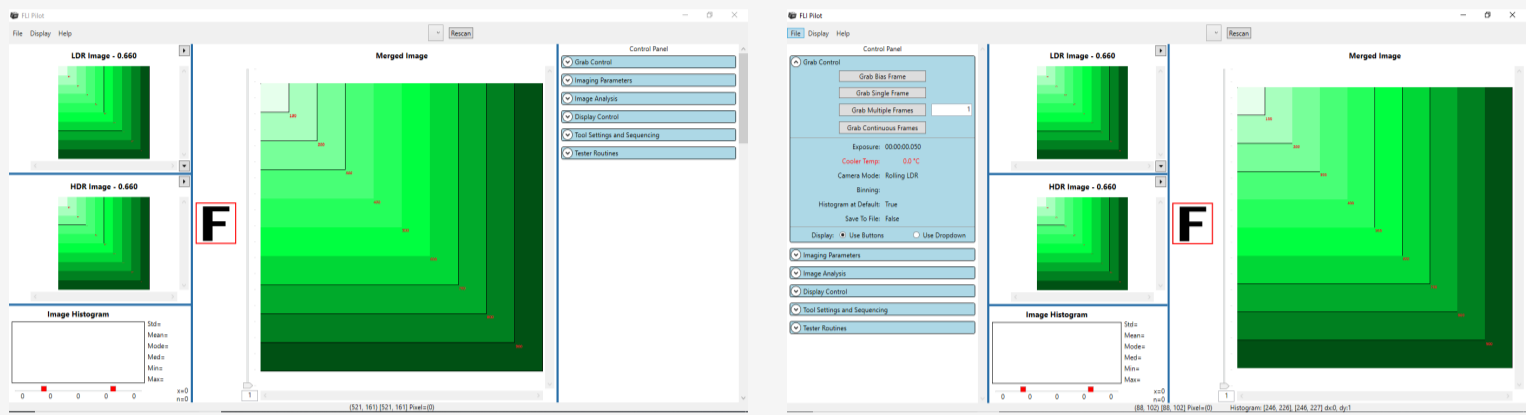 FLI Pilot
File Display Help
Rescan
LDR Image - 0.660
HDR Image - 0.660
Image Histogram
Std=
Mean=
Mode=
Med=
Min=
Max=
0 0 0 0
x=0
n=0
F
Merged Image
1
Control Panel
Grab Control
Imaging Parameters
Image Analysis
Display Control
Tool Settings and Sequencing
Tester Routines
(521, 161) [521, 161] Pixel=(0)
FLI Pilot
File Display Help
Rescan
Control Panel
Grab Control
Grab Bias Frame
Grab Single Frame
Grab Multiple Frames 1
Grab Continuous Frames
Exposure: 00:00:00.050
Cooler Temp: 0.0 °C
Camera Mode: Rolling LDR
Binning:
Histogram at Default: True
Save To File: False
Display: Use Buttons Use Dropdown
Imaging Parameters
Image Analysis
Display Control
Tool Settings and Sequencing
Tester Routines
LDR Image - 0.660
HDR Image - 0.660
Image Histogram
Std=
Mean=
Mode=
Med=
Min=
Max=
0 0 0 0
x=0
n=0
F
Merged Image
1
(88, 102) [88, 102] Pixel=(0) Histogram: [246, 226], [246, 227] dx:0, dy:1